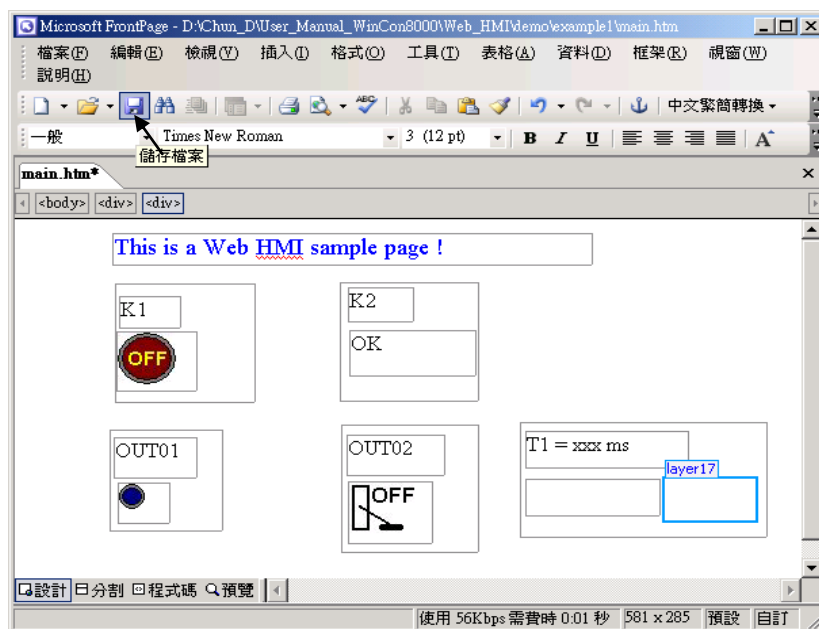 Microsoft FrontPage - D:\Chun_D\User_Manual_WinCon8000\Web_HMI\demo\example1\main.htm
檔案(F) 編輯(E) 檢視(V) 插入(I) 格式(O) 工具(T) 表格(A) 資料(D) 框架(R) 視窗(W)
說明(H)
ABC 中文繁簡轉換
一般 Times New Roman 3 (12 pt) B I U A
儲存檔案
main.htm*
<body> <div> <div>
This is a Web HMI sample page !
K1
OFF
K2
OK
OUT01
OUT02
OFF
T1 = xxx ms
layer17
設計 分割 程式碼 預覽
使用 56Kbps 需費時 0:01 秒 581 x 285 預設 自訂